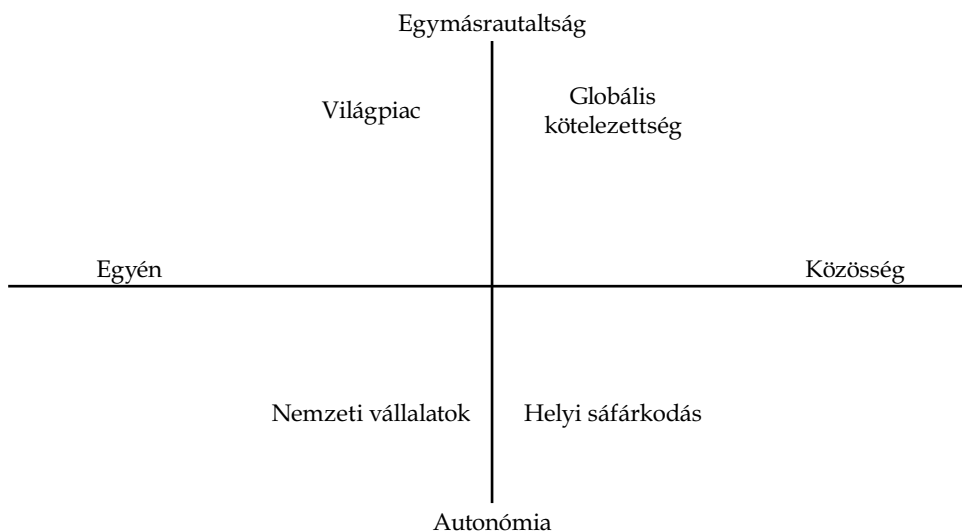 Egymásrautaltság
Világpiac
Globális
kötelezettség
Egyén
Közösség
Nemzeti vállalatok
Helyi sáfárkodás
Autonómia